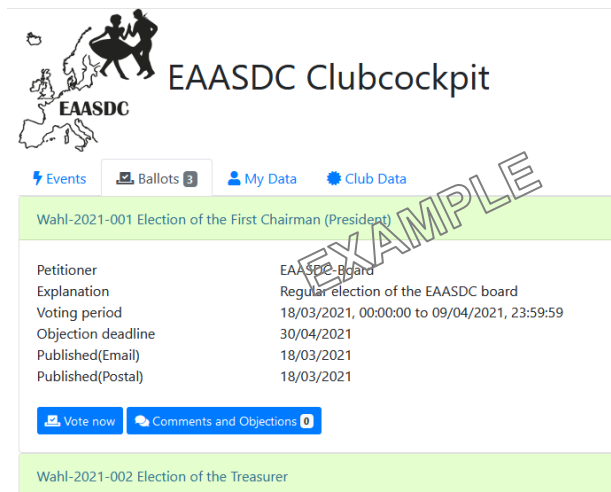 EAASDC
EAASDC Clubcockpit
Events Ballots 3 My Data Club Data
EXAMPLE
Wahl-2021-001 Election of the First Chairman (President)
Petitioner EAASDC-Board
Explanation Regular election of the EAASDC board
Voting period 18/03/2021, 00:00:00 to 09/04/2021, 23:59:59
Objection deadline 30/04/2021
Published(Email) 18/03/2021
Published(Postal) 18/03/2021
Vote now Comments and Objections 0
Wahl-2021-002 Election of the Treasurer